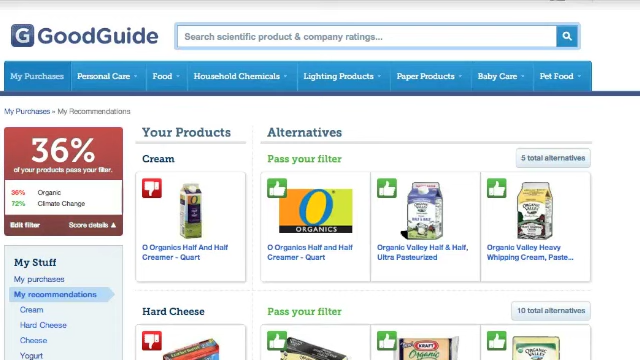 GoodGuide
Search scientific product & company ratings...
My Purchases Personal Care Food Household Chemicals Lighting Products Paper Products Baby Care Pet Food
My Purchases » My Recommendations
36%
of your products pass your filter.
36% Organic
72% Climate Change
Edit filter Score details
My Stuff
My purchases
My recommendations
Cream
Hard Cheese
Cheese
Yogurt
Your Products Alternatives
Cream Pass your filter 5 total alternatives
O
ORGANICS
O Organics Half And Half
Creamer - Quart
O Organics Half and Half
Creamer - Quart
Organic Valley Half & Half,
Ultra Pasteurized
Organic Valley Heavy
Whipping Cream, Paste...
Hard Cheese Pass your filter 10 total alternatives
KRAFT
Organic